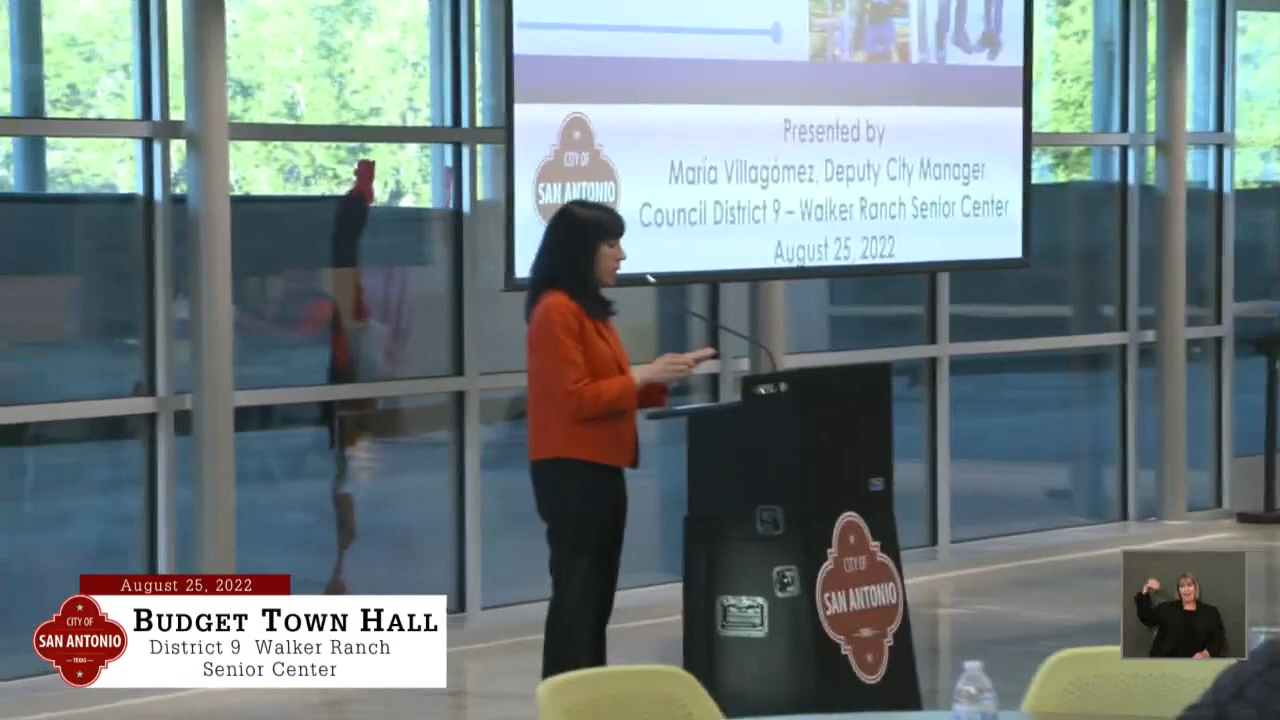 CITY OF
SAN ANTONIO
Presented by
María Villagómez, Deputy City Manager
Council District 9 – Walker Ranch Senior Center
August 25, 2022
CITY OF
SAN ANTONIO
August 25, 2022
CITY OF
SAN ANTONIO
TEXAS
BUDGET TOWN HALL
District 9 Walker Ranch
Senior Center